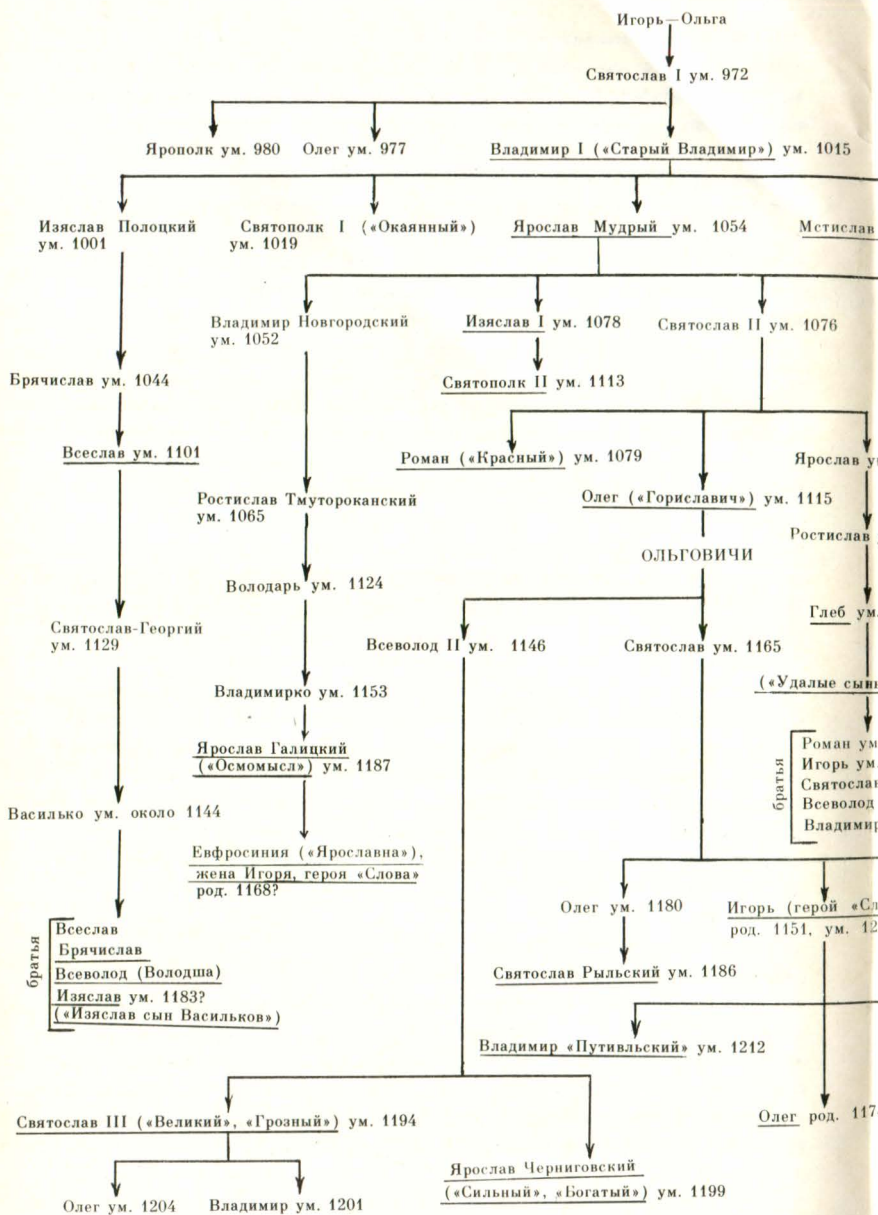 Игорь—Ольга
Святослав I ум. 972
Ярополк ум. 980 Олег ум. 977 Владимир I («Старый Владимир») ум. 1015
Изяслав Полоцкий
ум. 1001
Святополк I («Окаянный»)
ум. 1019
Ярослав Мудрый ум. 1054
Мстислав
Владимир Новгородский
ум. 1052
Изяслав I ум. 1078
Святослав II ум. 1076
Брячислав ум. 1044
Святополк II ум. 1113
Всеслав ум. 1101
Роман («Красный») ум. 1079
Ярослав
Олег («Гориславич») ум. 1115
Ростислав Тмутороканский
ум. 1065
Ростислав
ОЛЬГОВИЧИ
Володарь ум. 1124
Глеб ум.
Святослав-Георгий
ум. 1129
Всеволод II ум. 1146
Святослав ум. 1165
Владимирко ум. 1153
(«Удалые
Ярослав Галицкий
(«Осмомысл») ум. 1187
братья
Роман ум
Игорь ум.
Святослав
Всеволод
Владимир
Василько ум. около 1144
Евфросиния («Ярославна»),
жена Игоря, героя «Слова»
род. 1168?
Олег ум. 1180
Игорь (герой
род. 1151, ум.
братья
Всеслав
Брячислав
Всеволод (Володша)
Изяслав ум. 1183?
(«Изяслав сын Васильков»)
Святослав Рыльский ум. 1186
Владимир «Путивльский» ум. 1212
Святослав III («Великий», «Грозный») ум. 1194
Олег род.
Ярослав Черниговский
(«Сильный», «Богатый») ум. 1199
Олег ум. 1204 Владимир ум. 1201